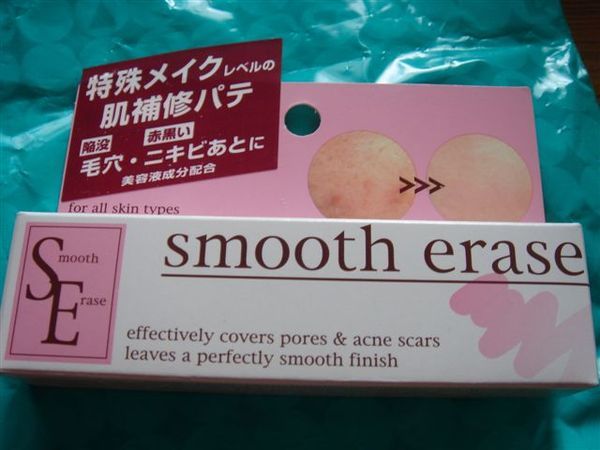 特殊メイクレベルの
肌補修パテ
陥没 赤黒い
毛穴・ニキビあとに
美容液成分配合
>>>
for all skin types
Smooth
Erase
smooth erase
effectively covers pores & acne scars
leaves a perfectly smooth finish